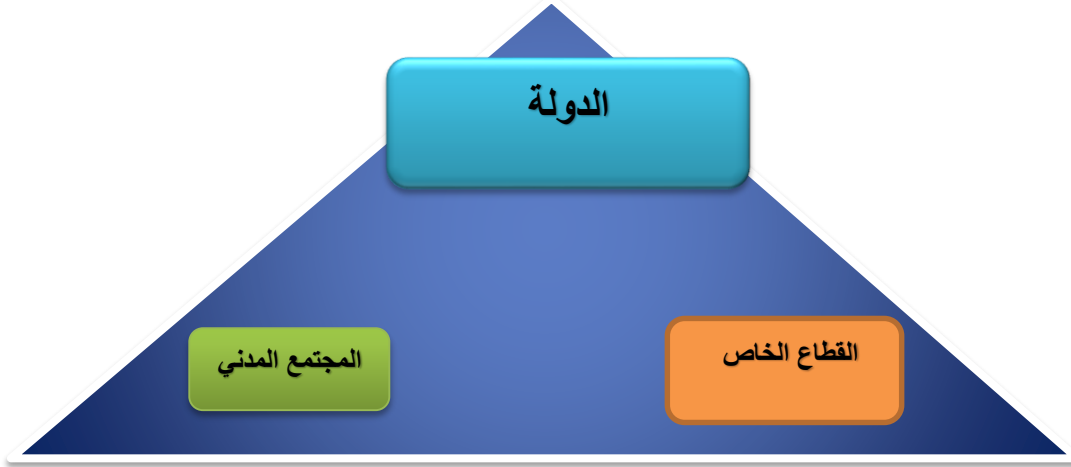 الدولة
القطاع الخاص
المجتمع المدني